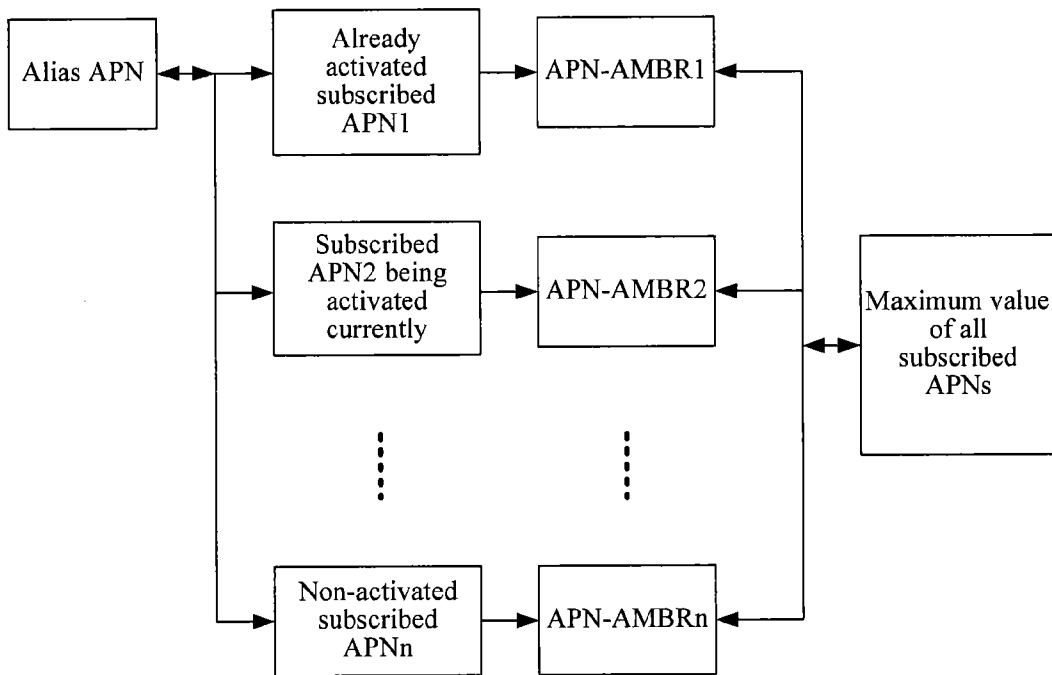 Alias APN
Already
activated
subscribed
APN1
APN-AMBR1
Subscribed
APN2 being
activated
currently
APN-AMBR2
Maximum value
of all
subscribed
APNs
Non-activated
subscribed
APNn
APN-AMBRn